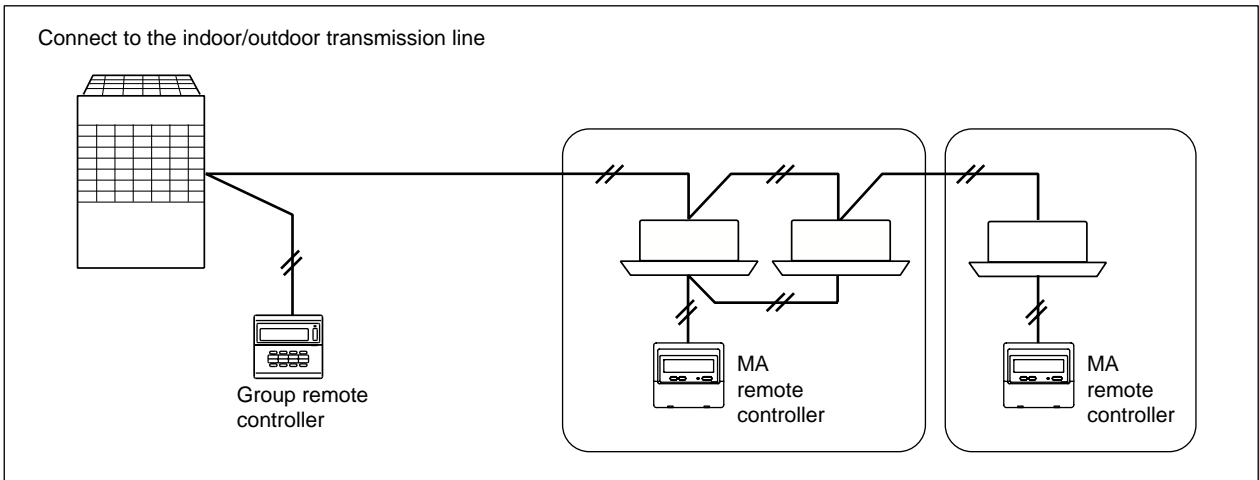 Connect to the indoor/outdoor transmission line
Group remote
controller
MA
remote
controller
MA
remote
controller